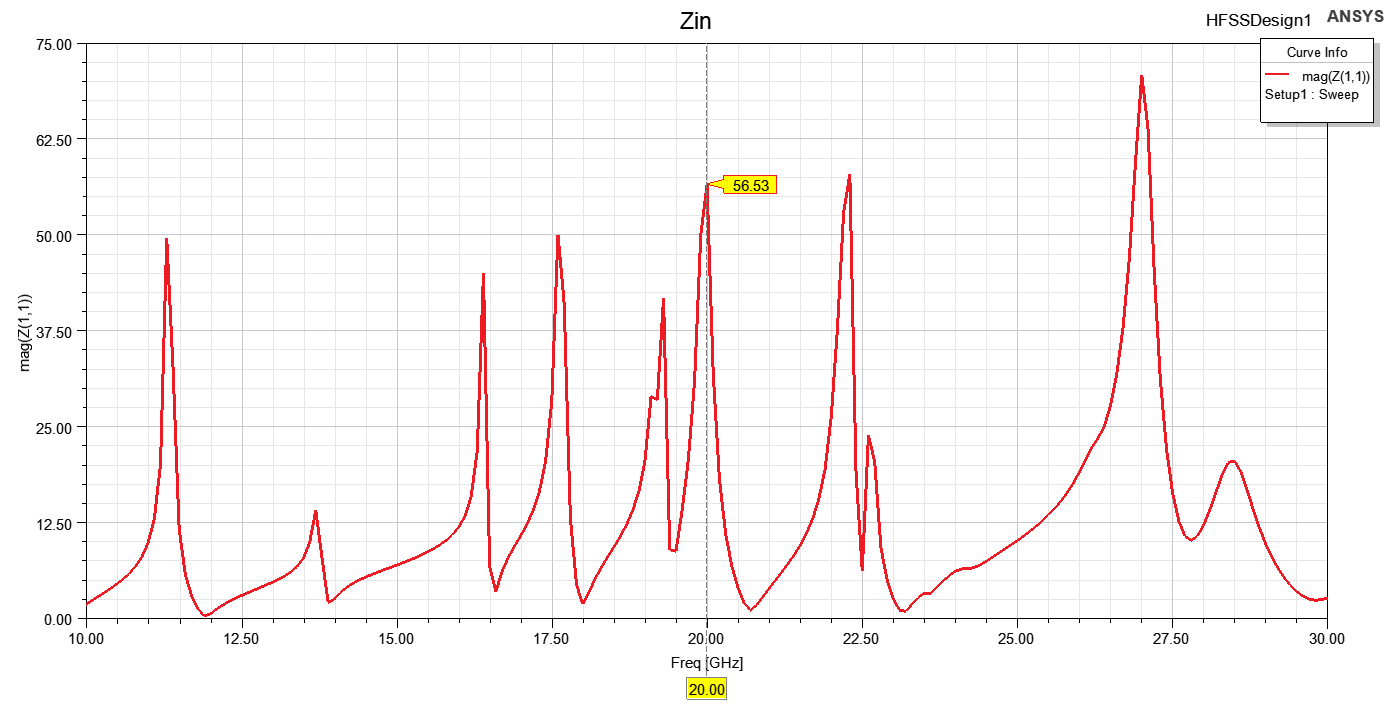 Zin
HFSSDesign1
ANSYS
Curve Info
mag(Z(1,1))
Setup1 : Sweep
75.00
62.50
50.00
37.50
25.00
12.50
0.00
mag(Z(1,1))
56.53
10.00 12.50 15.00 17.50 20.00 22.50 25.00 27.50 30.00
Freq [GHz]
20.00